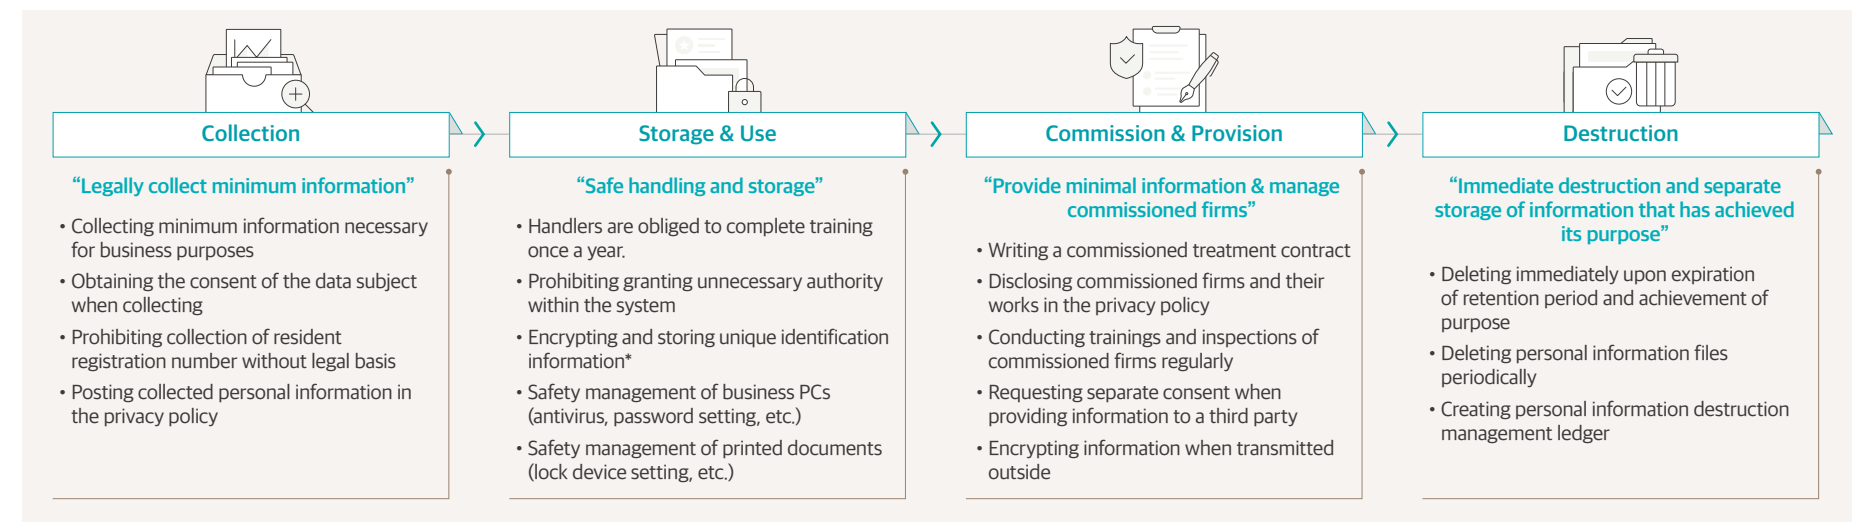 Collection
“Legally collect minimum information”
• Collecting minimum information necessary
for business purposes
• Obtaining the consent of the data subject
when collecting
• Prohibiting collection of resident
registration number without legal basis
• Posting collected personal information in
the privacy policy
Storage & Use
“Safe handling and storage”
• Handlers are obliged to complete training
once a year.
• Prohibiting granting unnecessary authority
within the system
• Encrypting and storing unique identification
information*
• Safety management of business PCs
(antivirus, password setting, etc.)
• Safety management of printed documents
(lock device setting, etc.)
Commission & Provision
“Provide minimal information & manage
commissioned firms”
• Writing a commissioned treatment contract
• Disclosing commissioned firms and their
works in the privacy policy
• Conducting trainings and inspections of
commissioned firms regularly
• Requesting separate consent when
providing information to a third party
• Encrypting information when transmitted
outside
Destruction
“Immediate destruction and separate
storage of information that has achieved
its purpose”
• Deleting immediately upon expiration
of retention period and achievement of
purpose
• Deleting personal information files
periodically
• Creating personal information destruction
management ledger